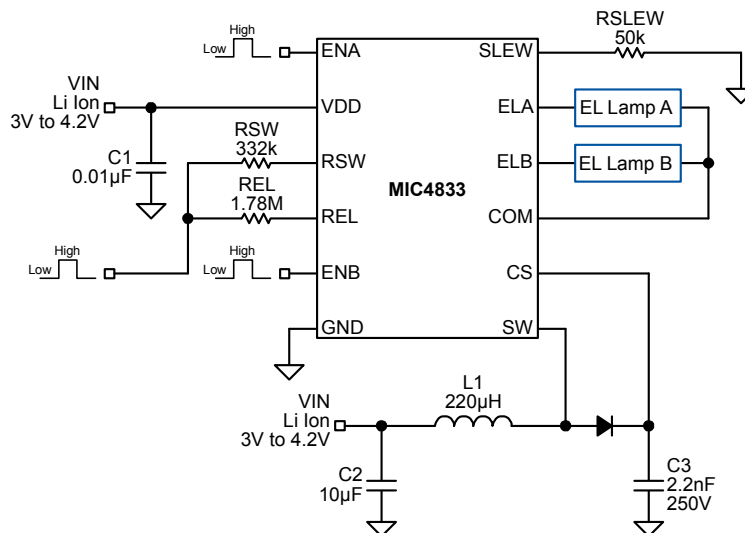 High
Low
ENA
VIN
Li Ion
3V to 4.2V
VDD
C1
0.01µF
RSW
332k
RSW
REL
1.78M
REL
High
Low
High
Low
ENB
GND
MIC4833
SLEW
RSLEW
50k
ELA
EL Lamp A
ELB
EL Lamp B
COM
CS
SW
VIN
Li Ion
3V to 4.2V
L1
220µH
C2
10µF
C3
2.2nF
250V